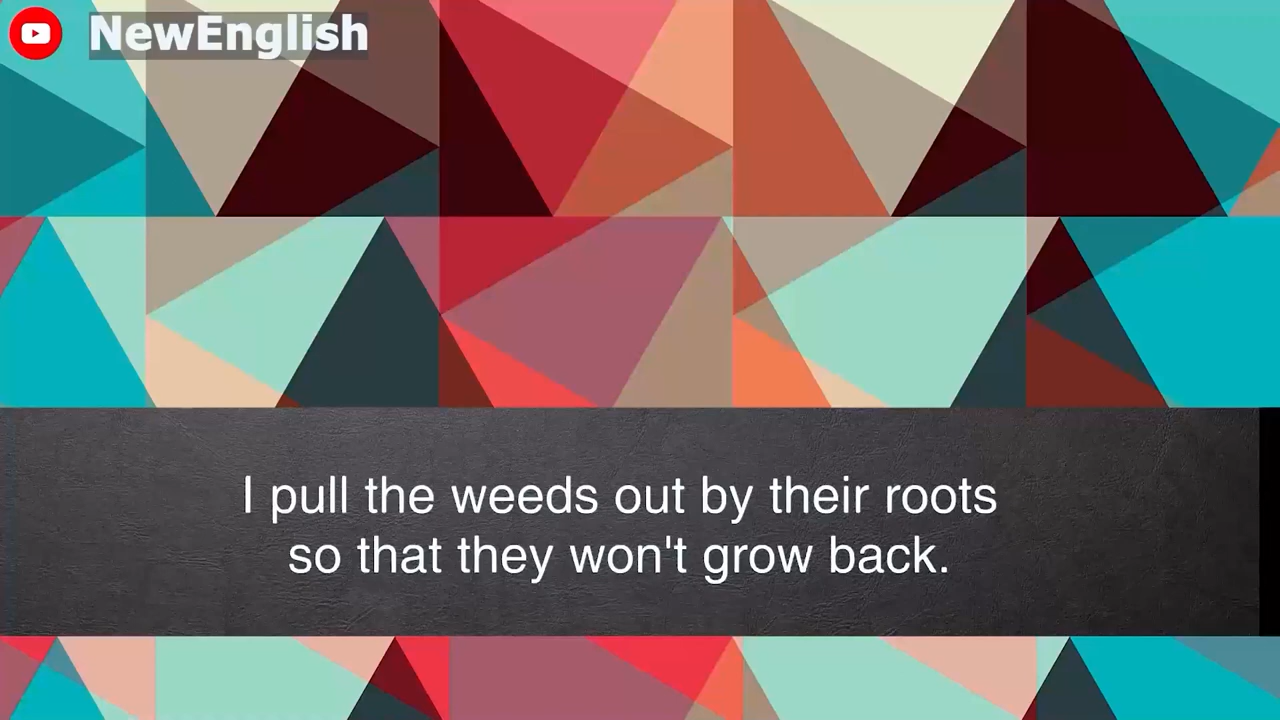 NewEnglish
I pull the weeds out by their roots
so that they won't grow back.